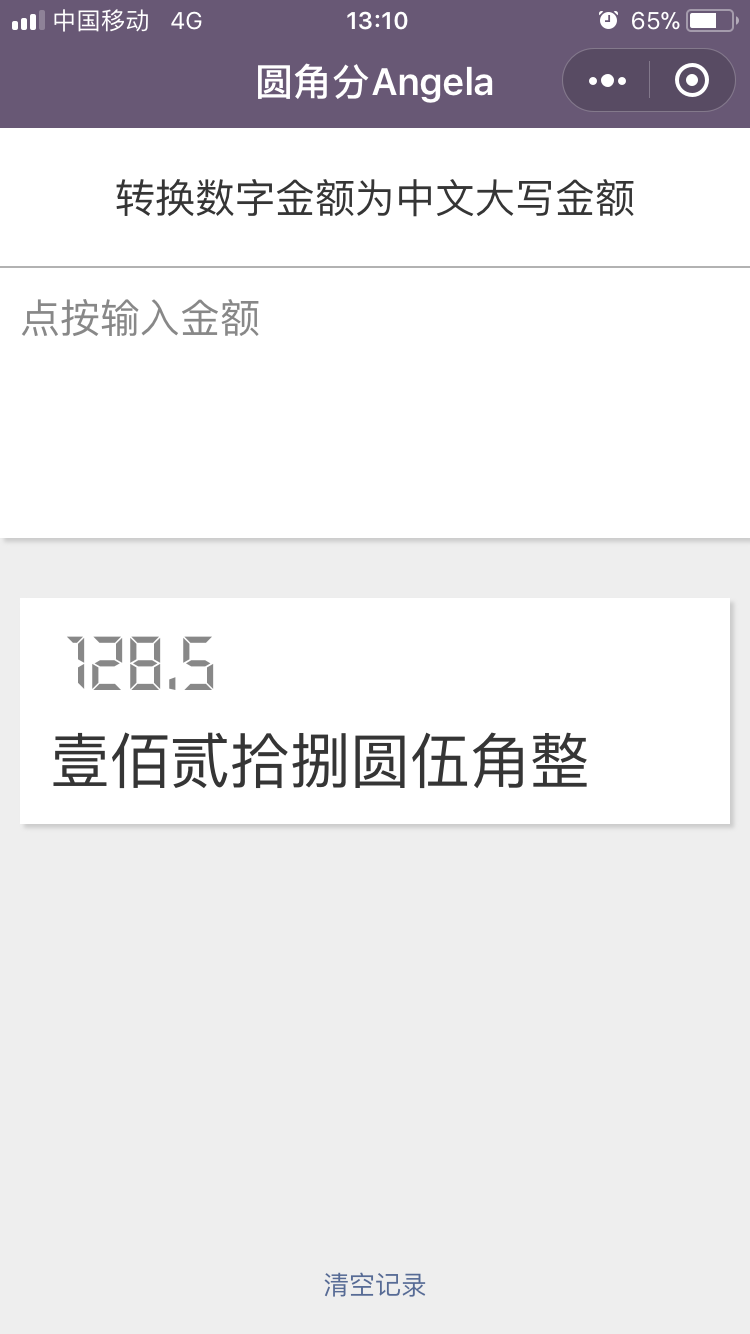 中国移动 4G 13:10 65%
圆角分Angela
转换数字金额为中文大写金额
点按输入金额
128.5
壹佰贰拾捌圆伍角整
清空记录